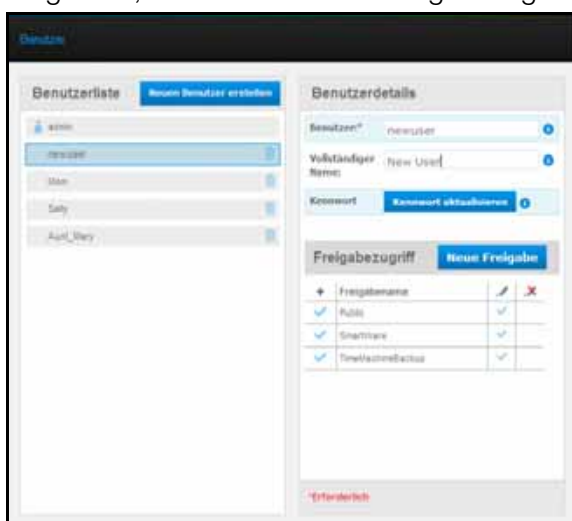 Benutzer
Benutzerliste
Neuen Benutzer erstellen
admin
newuser
Sally
Aunt_Mary
Benutzerdetails
Benutzer:*
newuser
Vollständiger Name:
New User
Kennwort
Kennwort aktualisieren
Freigabezugriff
Neue Freigabe
Freigabename
Public
SmartWare
TimeMachineBackup
*Erforderlich